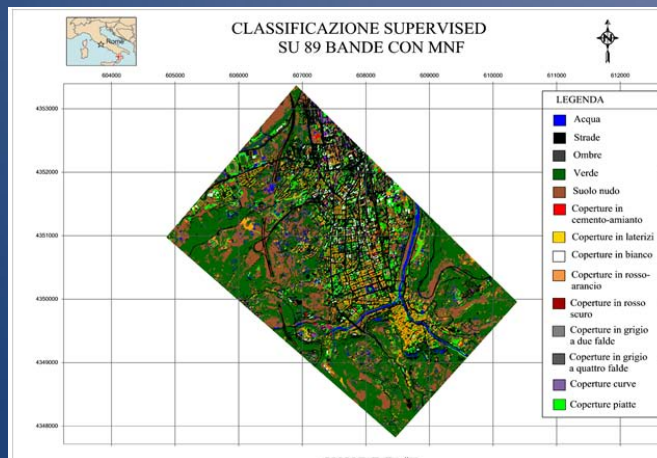 CLASSIFICAZIONE SUPERVISED
SU 89 BANDE CON MNF
Rome
604000 605000 606000 607000 608000 609000 610000 611000 612000
4353000
4352000
4351000
4350000
4349000
4348000
LEGENDA
Acqua
Strade
Ombre
Verde
Suolo nudo
Coperture in
cemento-amianto
Coperture in laterizi
Coperture in bianco
Coperture in rosso-
arancio
Coperture in rosso
scuro
Coperture in grigio
a due falde
Coperture in grigio
a quattro falde
Coperture curve
Coperture piatte